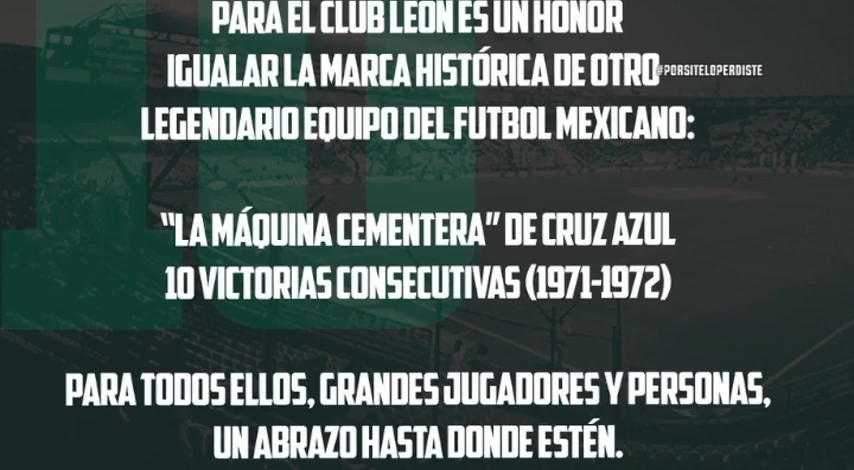 PARA EL CLUB LEÓN ES UN HONOR
IGUALAR LA MARCA HISTÓRICA DE OTRO
#PORSITELOPERDISTE
LEGENDARIO EQUIPO DEL FUTBOL MEXICANO:
“LA MÁQUINA CEMENTERA” DE CRUZ AZUL
10 VICTORIAS CONSECUTIVAS (1971-1972)
PARA TODOS ELLOS, GRANDES JUGADORES Y PERSONAS,
UN ABRAZO HASTA DONDE ESTÉN.
10